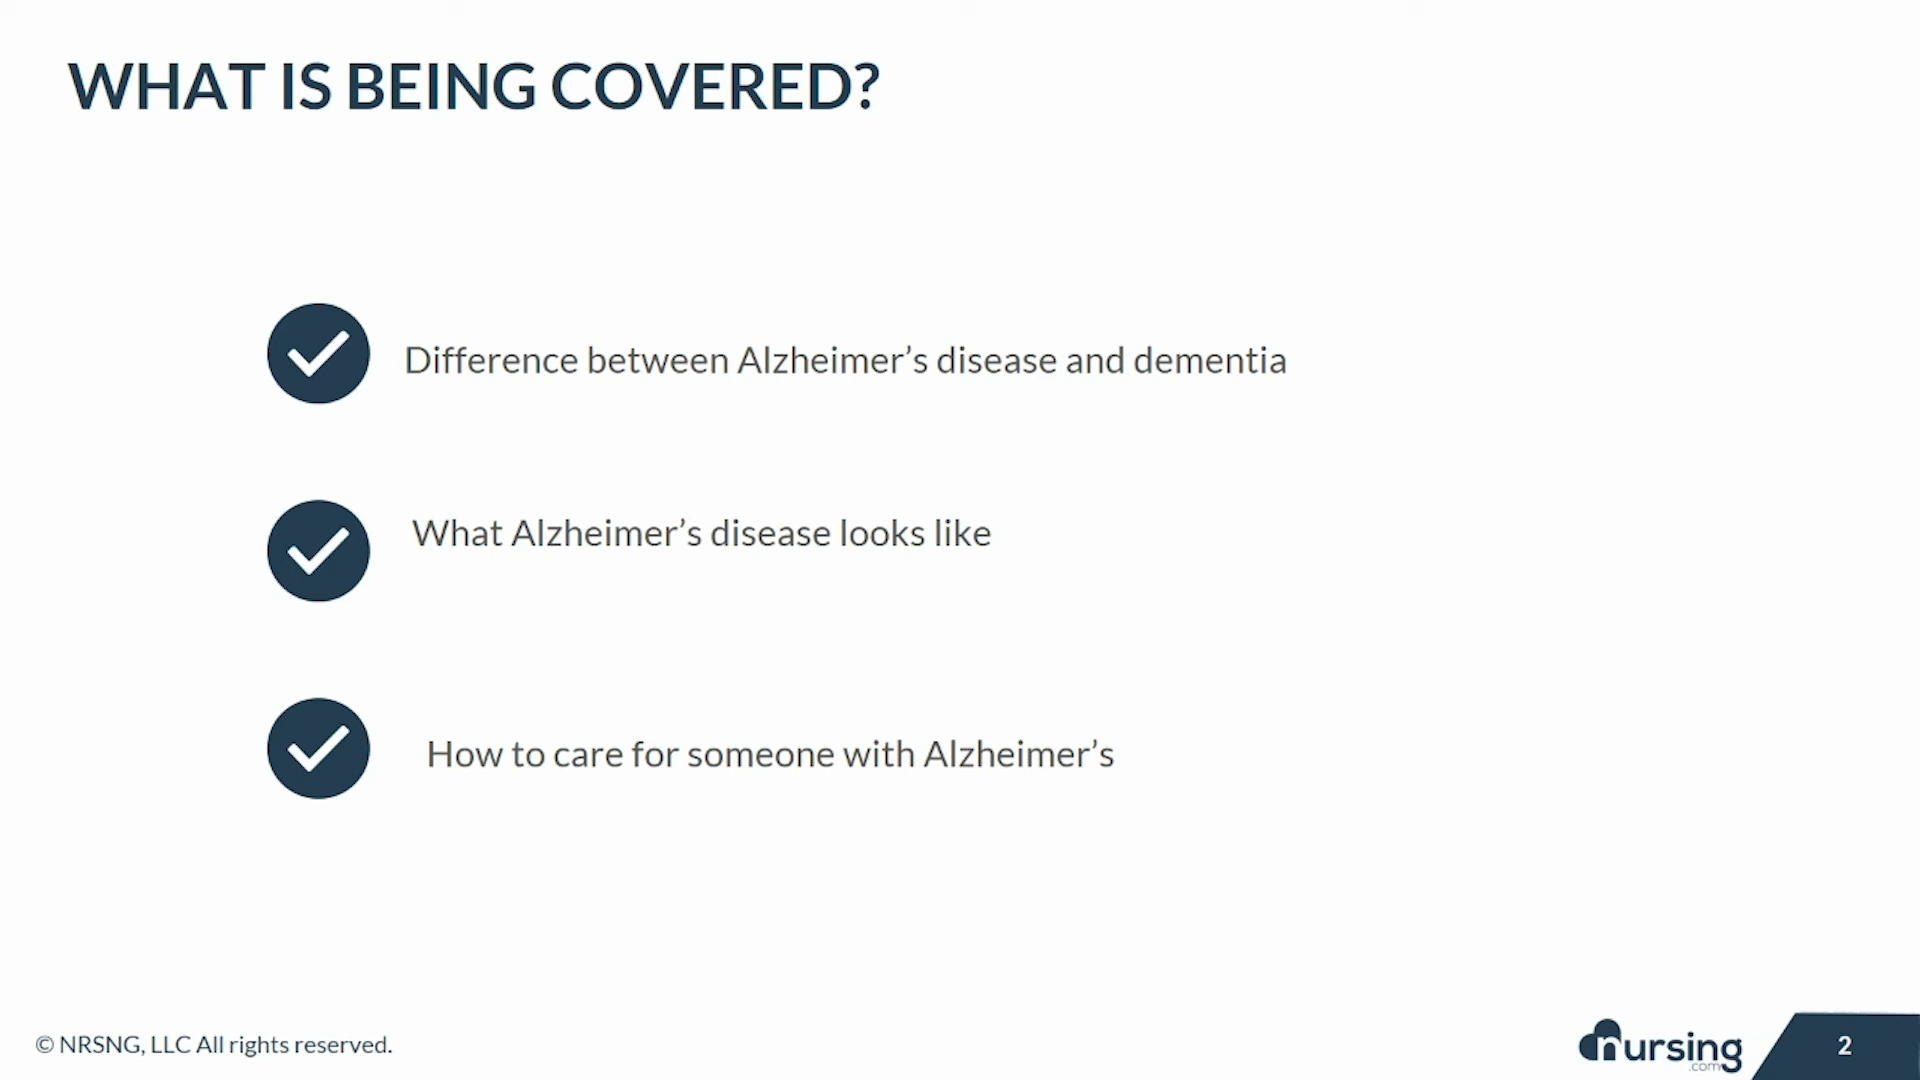 WHAT IS BEING COVERED?
Difference between Alzheimer’s disease and dementia
What Alzheimer’s disease looks like
How to care for someone with Alzheimer’s
© NRSNG, LLC All rights reserved.
nursing
.com
2